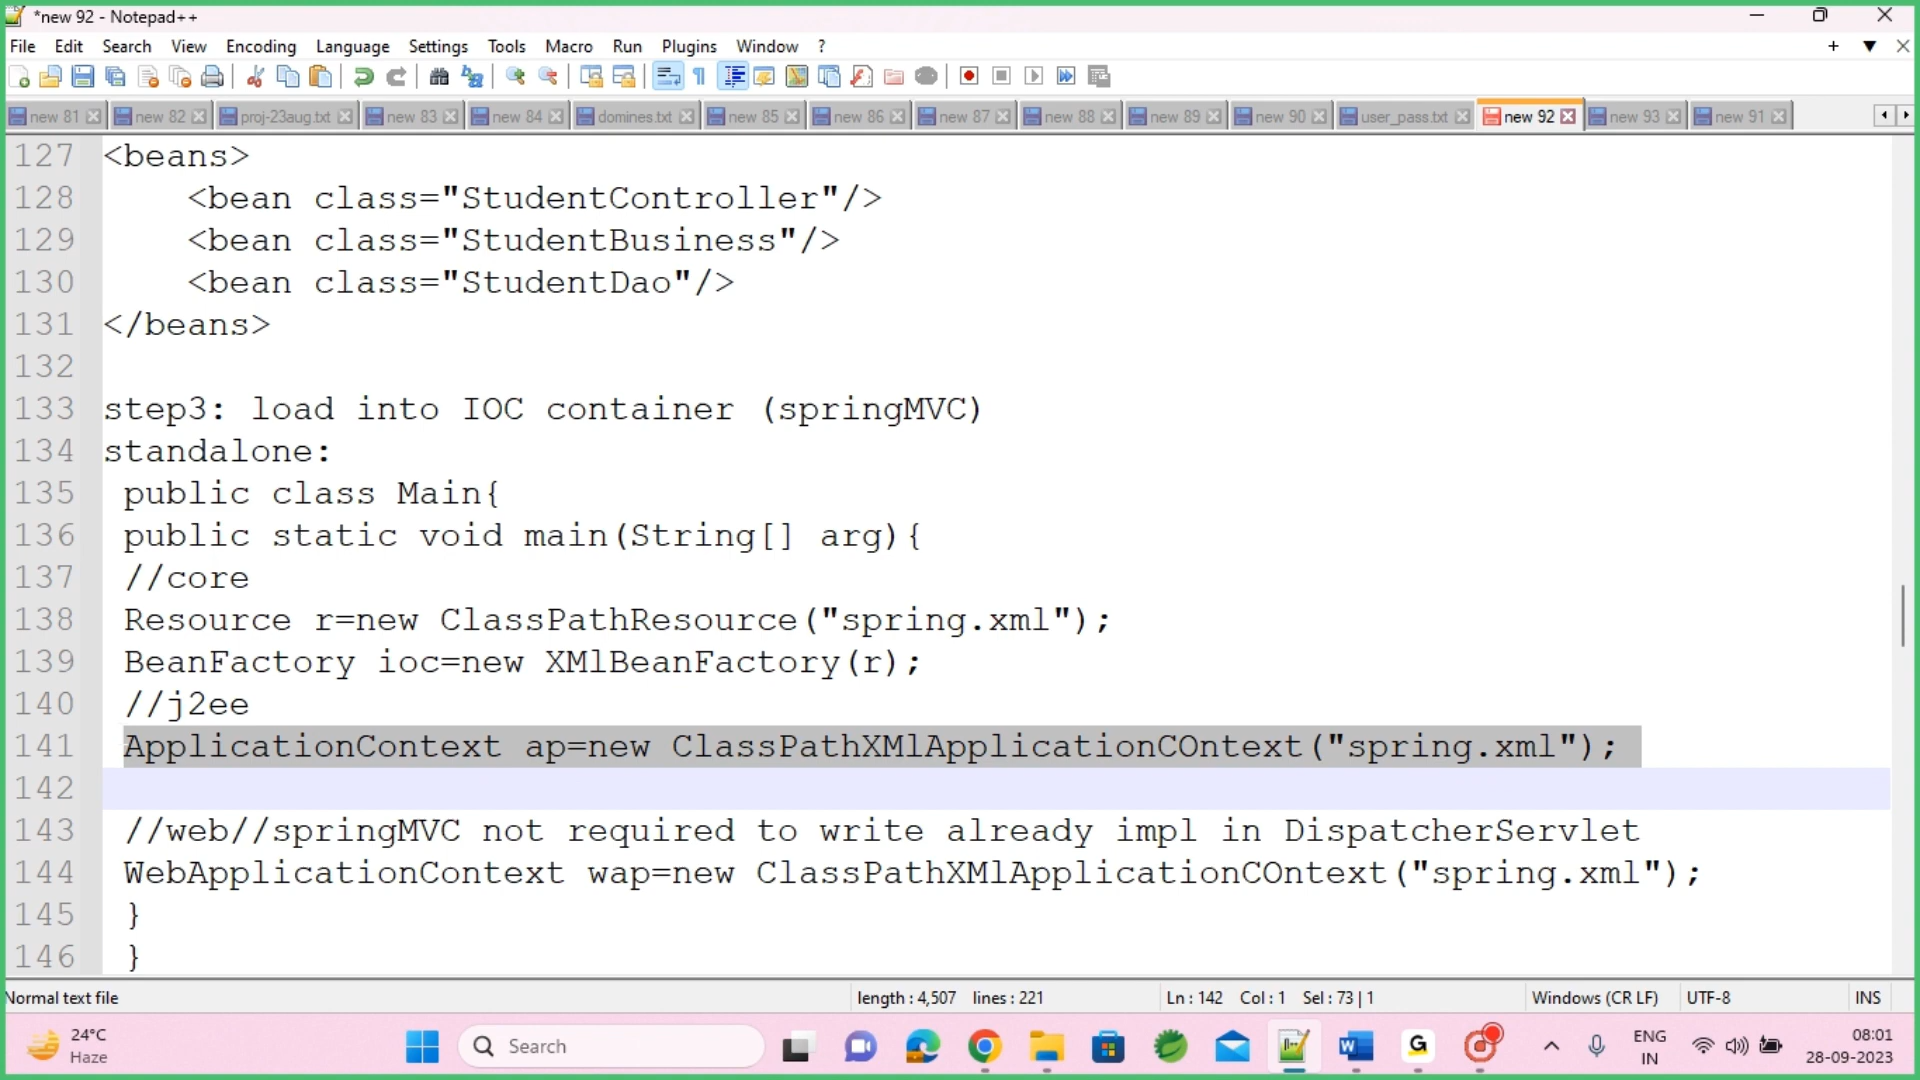 *new 92 - Notepad++
File Edit Search View Encoding Language Settings Tools Macro Run Plugins Window ?
new 81 new 82 proj-23aug.txt new 83 new 84 domines.txt new 85 new 86 new 87 new 88 new 89 new 90 user_pass.txt new 92 new 93 new 91
127 <beans>
128 <bean class="StudentController"/>
129 <bean class="StudentBusiness"/>
130 <bean class="StudentDao"/>
131 </beans>
132
133 step3: load into IOC container (springMVC)
134 standalone:
135 public class Main{
136 public static void main(String[] arg){
137 //core
138 Resource r=new ClassPathResource("spring.xml");
139 BeanFactory ioc=new XMlBeanFactory(r);
140 //j2ee
141 ApplicationContext ap=new ClassPathXMlApplicationCOntext("spring.xml");
142
143 //web//springMVC not required to write already impl in DispatcherServlet
144 WebApplicationContext wap=new ClassPathXMlApplicationCOntext("spring.xml");
145 }
146 }
Normal text file length : 4,507 lines : 221 Ln : 142 Col : 1 Sel : 73 | 1 Windows (CR LF) UTF-8 INS
24°C
Haze
Search
ENG
IN
08:01
28-09-2023